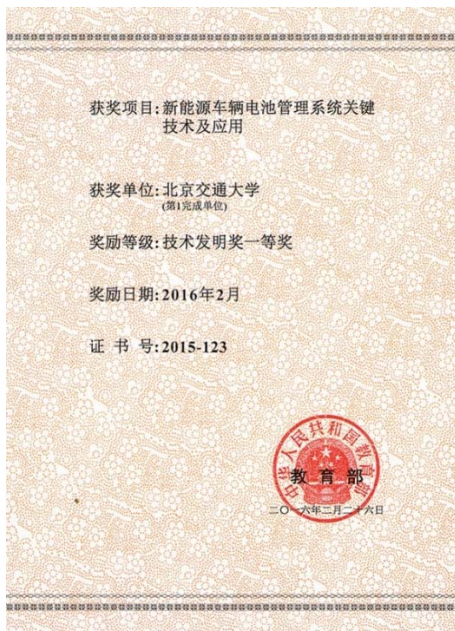 获奖项目:新能源车辆电池管理系统关键
技术及应用
获奖单位:北京交通大学
(第1完成单位)
奖励等级:技术发明奖一等奖
奖励日期:2016年2月
证 书 号:2015-123
中华人民共和国教育部
教 育 部
二〇一六年二月二十六日